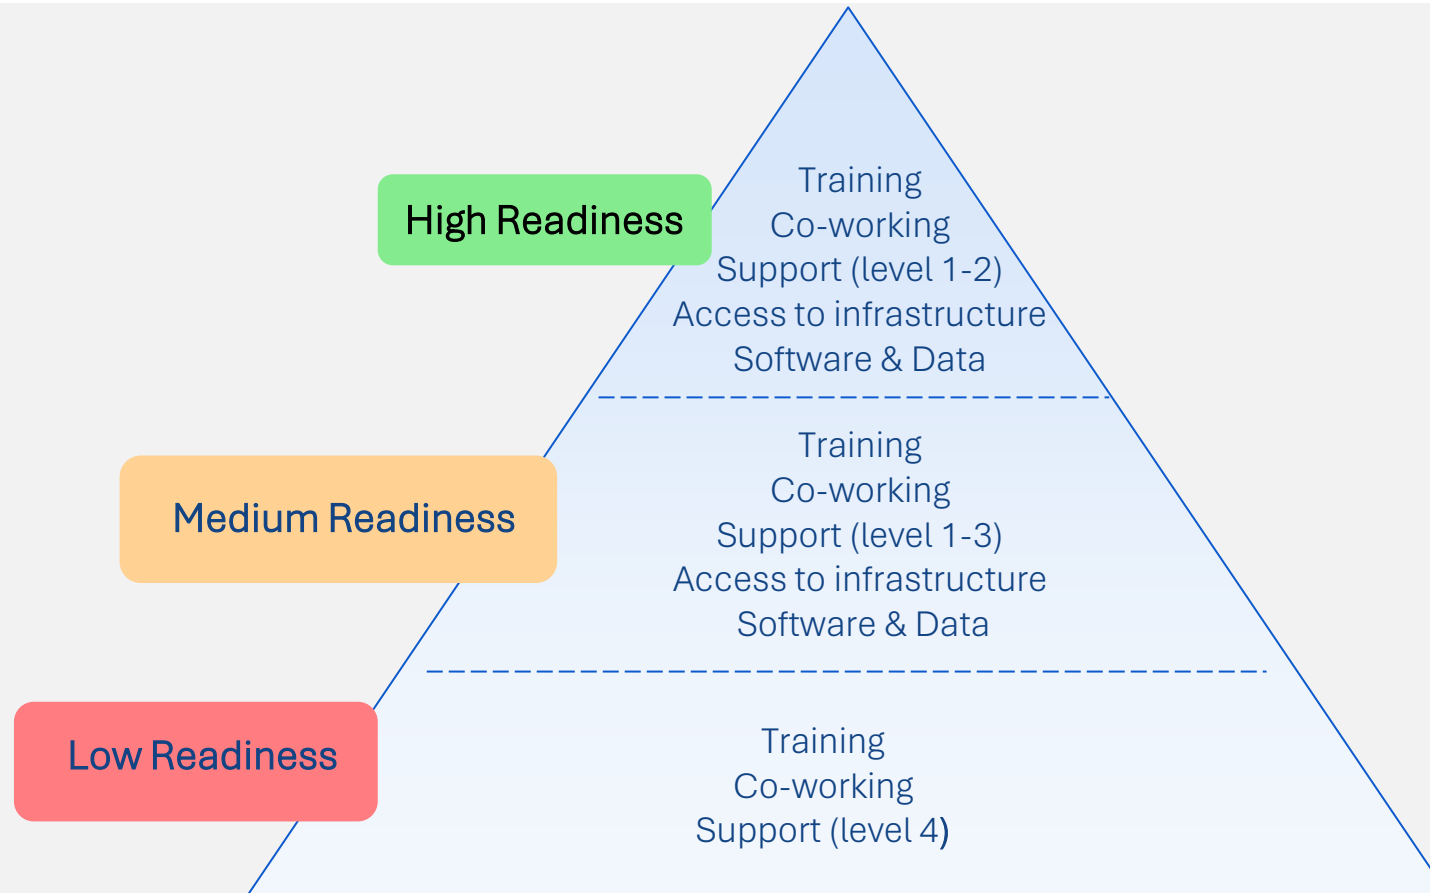 High Readiness
Training
Co-working
Support (level 1-2)
Access to infrastructure
Software & Data
Medium Readiness
Training
Co-working
Support (level 1-3)
Access to infrastructure
Software & Data
Low Readiness
Training
Co-working
Support (level 4)